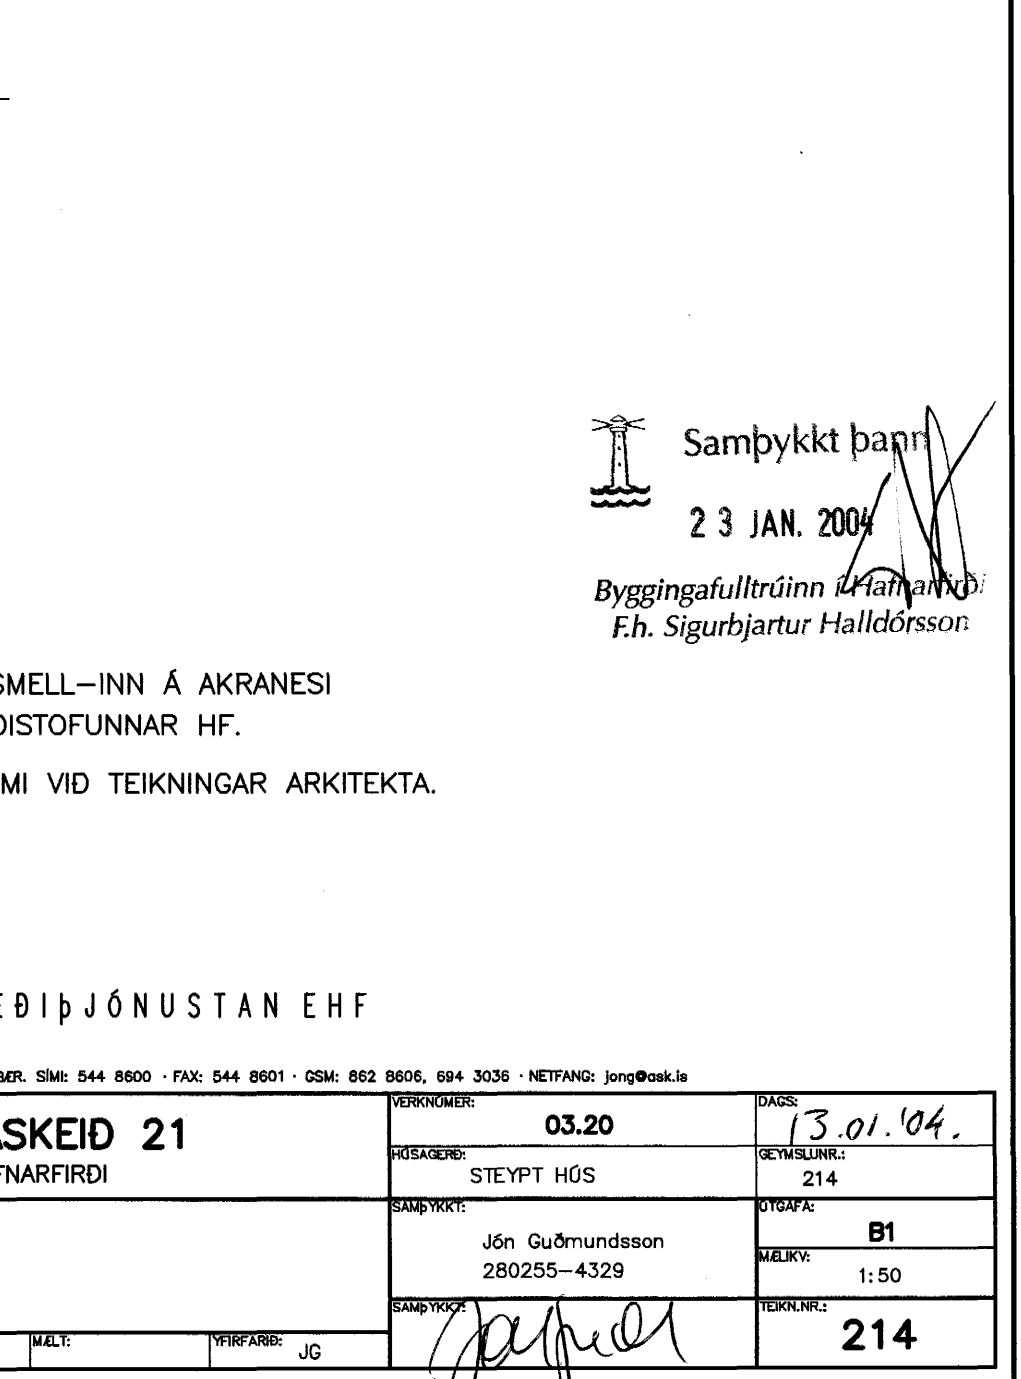 Samþykkt þann
23 JAN. 2004
Byggingafulltrúinn í Hafnarfirði
F.h. Sigurbjartur Halldórsson
SMELL-INN Á AKRANESI
ÐISTOFUNNAR HF.
MI VIÐ TEIKNINGAR ARKITEKTA.
EÐIÞJÓNUSTAN EHF
BÆR. SÍMI: 544 8600 · FAX: 544 8601 · GSM: 862 8606, 694 3036 · NETFANG: jong@ask.is
ASKEIÐ 21
FNARFIRÐI
VERKNÚMER:
03.20
DAGS:
13.01.'04.
HÚSAGERÐ:
STEYPT HÚS
GEYMSLUNR.:
214
SAMÞYKKT:
Jón Guðmundsson
280255-4329
ÚTGÁFA:
B1
MÆLIKV:
1:50
SAMÞYKKT:
TEIKN.NR.:
214
MÆLT:
YFIRFARIÐ:
JG